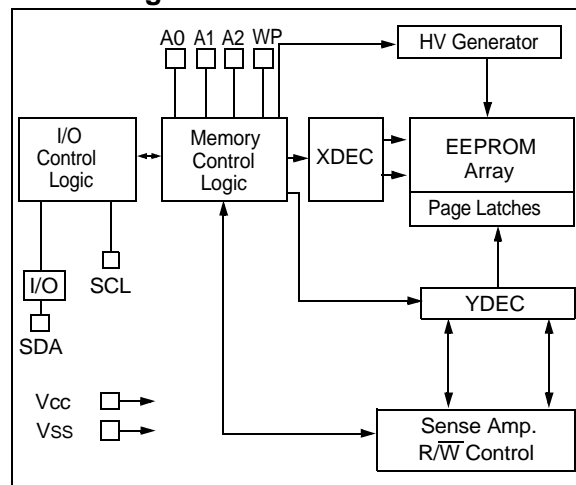 A0 A1 A2 WP
HV Generator
I/O
Control
Logic
Memory
Control
Logic
XDEC
EEPROM
Array
Page Latches
I/O
SCL
SDA
YDEC
Vcc
Vss
Sense Amp.
R/W̅ Control